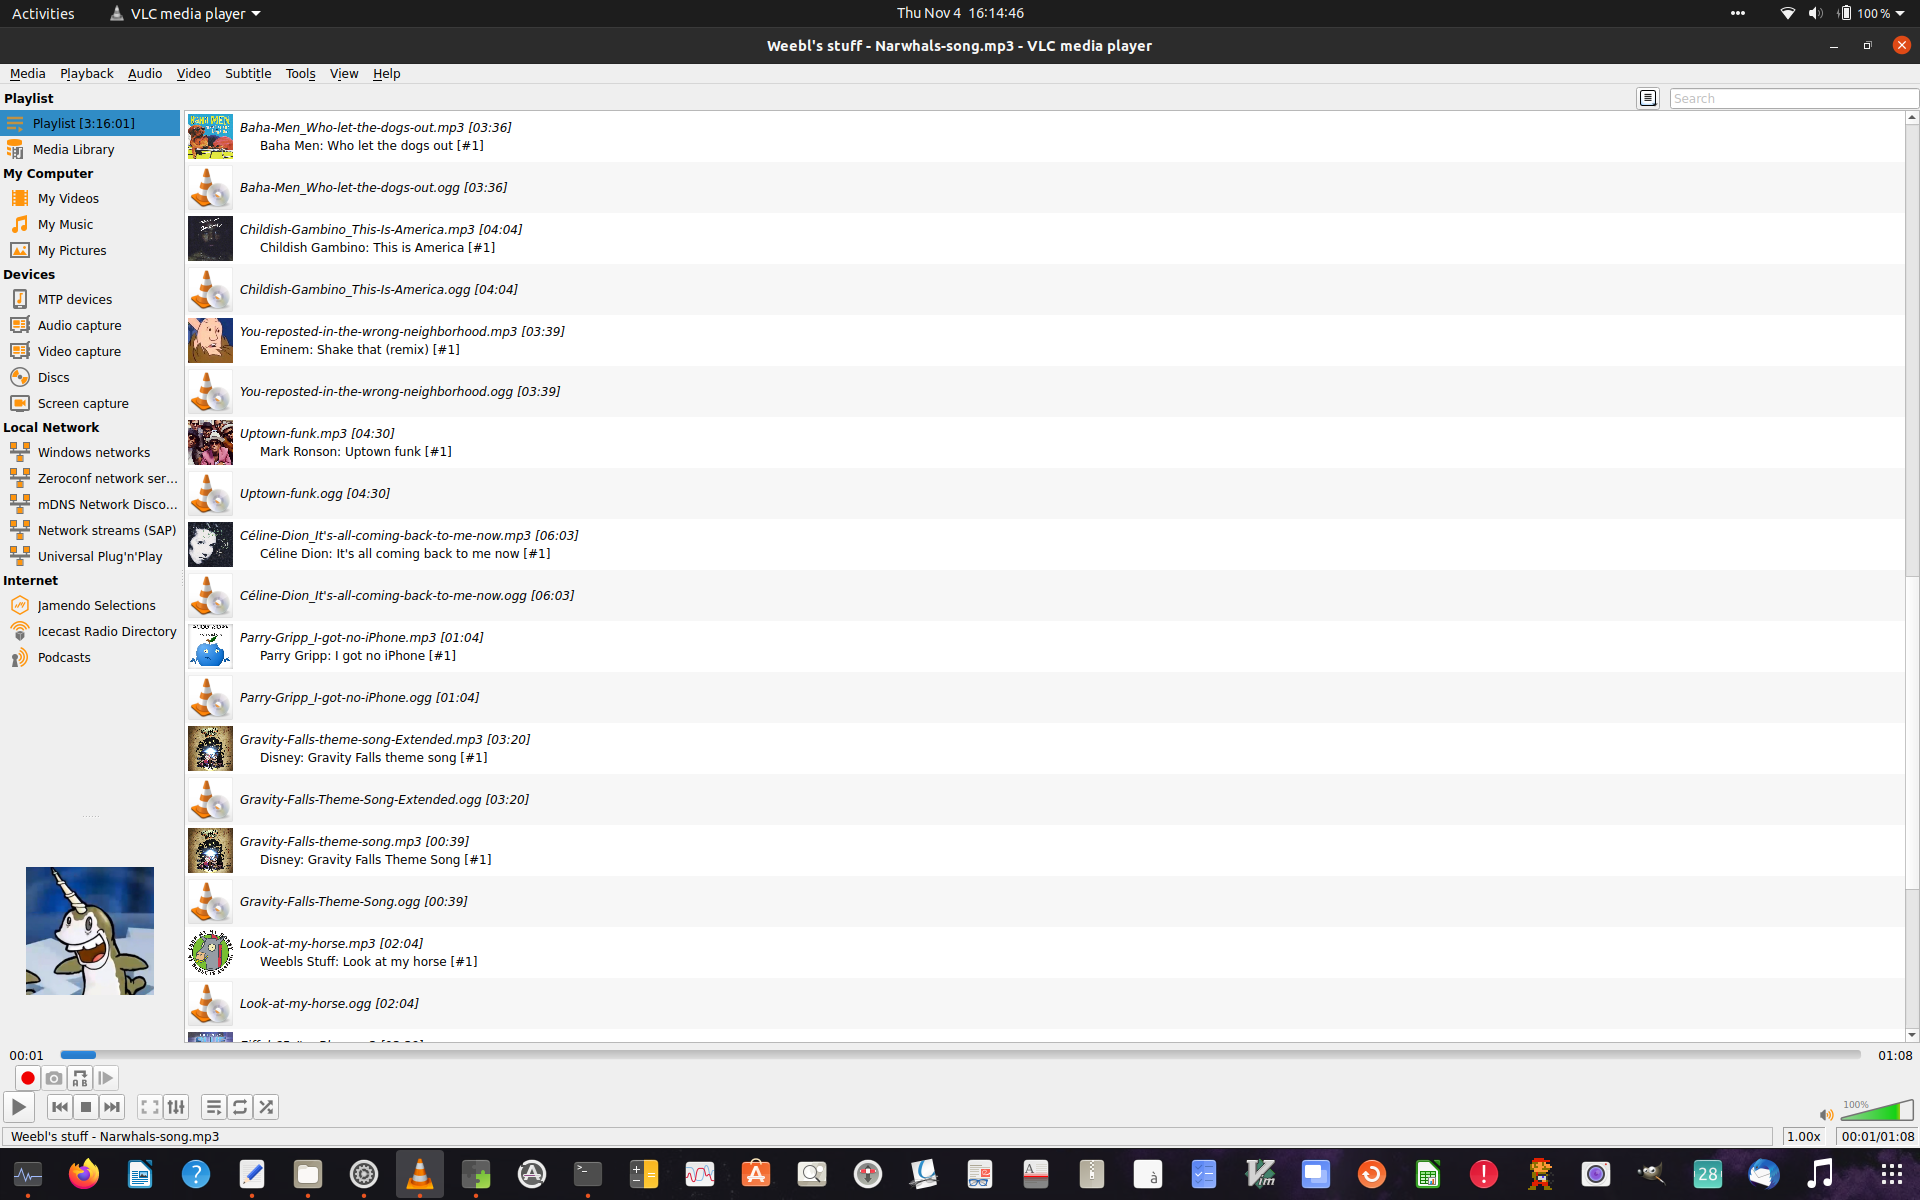 Activities VLC media player Thu Nov 4 16:14:46 100 %
Weebl's stuff - Narwhals-song.mp3 - VLC media player
Media Playback Audio Video Subtitle Tools View Help
Playlist
Search
Playlist [3:16:01]
Media Library
My Computer
My Videos
My Music
My Pictures
Devices
MTP devices
Audio capture
Video capture
Discs
Screen capture
Local Network
Windows networks
Zeroconf network ser...
mDNS Network Disco...
Network streams (SAP)
Universal Plug'n'Play
Internet
Jamendo Selections
Icecast Radio Directory
Podcasts
Baha-Men_Who-let-the-dogs-out.mp3 [03:36]
Baha Men: Who let the dogs out [#1]
Baha-Men_Who-let-the-dogs-out.ogg [03:36]
Childish-Gambino_This-Is-America.mp3 [04:04]
Childish Gambino: This is America [#1]
Childish-Gambino_This-Is-America.ogg [04:04]
You-reposted-in-the-wrong-neighborhood.mp3 [03:39]
Eminem: Shake that (remix) [#1]
You-reposted-in-the-wrong-neighborhood.ogg [03:39]
Uptown-funk.mp3 [04:30]
Mark Ronson: Uptown funk [#1]
Uptown-funk.ogg [04:30]
Céline-Dion_It's-all-coming-back-to-me-now.mp3 [06:03]
Céline Dion: It's all coming back to me now [#1]
Céline-Dion_It's-all-coming-back-to-me-now.ogg [06:03]
Parry-Gripp_I-got-no-iPhone.mp3 [01:04]
Parry Gripp: I got no iPhone [#1]
Parry-Gripp_I-got-no-iPhone.ogg [01:04]
Gravity-Falls-theme-song-Extended.mp3 [03:20]
Disney: Gravity Falls theme song [#1]
Gravity-Falls-Theme-Song-Extended.ogg [03:20]
Gravity-Falls-theme-song.mp3 [00:39]
Disney: Gravity Falls Theme Song [#1]
Gravity-Falls-Theme-Song.ogg [00:39]
Look-at-my-horse.mp3 [02:04]
Weebls Stuff: Look at my horse [#1]
Look-at-my-horse.ogg [02:04]
00:01 01:08
A B
100%
Weebl's stuff - Narwhals-song.mp3 1.00x 00:01/01:08
28